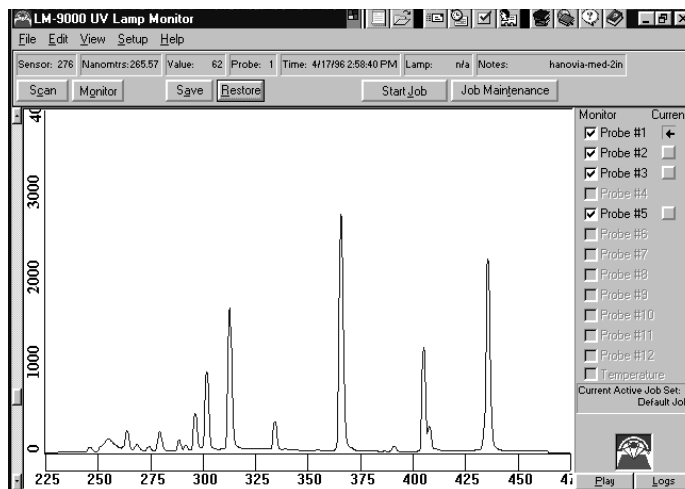 LM-9000 UV Lamp Monitor
File Edit View Setup Help
Sensor: 276 Nanomtrs:265.57 Value: 62 Probe: 1 Time: 4/17/96 2:58:40 PM Lamp: n/a Notes: hanovia-med-2in
Scan Monitor Save Restore Start Job Job Maintenance
Monitor Curren
Probe #1
Probe #2
Probe #3
Probe #4
Probe #5
Probe #6
Probe #7
Probe #8
Probe #9
Probe #10
Probe #11
Probe #12
Temperature
Current Active Job Set:
Default Jol
Play Logs
40
3000
2000
1000
0
225 250 275 300 325 350 375 400 425 450 47